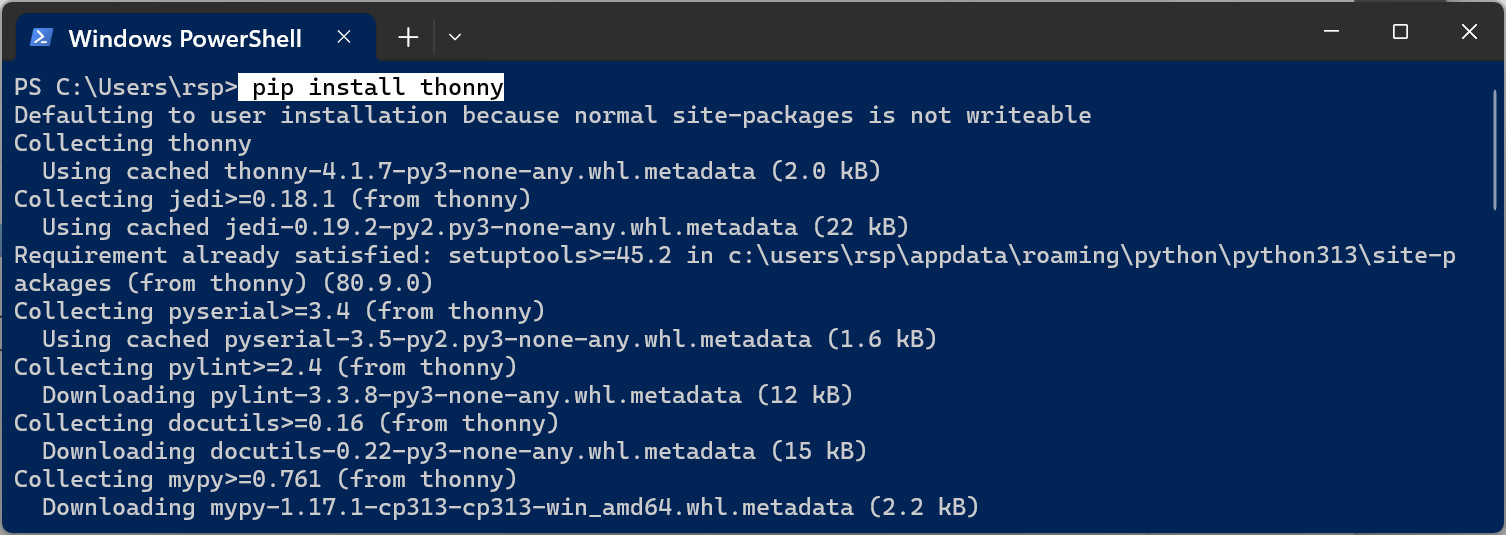 Windows PowerShell
PS C:\Users\rsp> pip install thonny
Defaulting to user installation because normal site-packages is not writeable
Collecting thonny
  Using cached thonny-4.1.7-py3-none-any.whl.metadata (2.0 kB)
Collecting jedi>=0.18.1 (from thonny)
  Using cached jedi-0.19.2-py2.py3-none-any.whl.metadata (22 kB)
Requirement already satisfied: setuptools>=45.2 in c:\users\rsp\appdata\roaming\python\python313\site-p
ackages (from thonny) (80.9.0)
Collecting pyserial>=3.4 (from thonny)
  Using cached pyserial-3.5-py2.py3-none-any.whl.metadata (1.6 kB)
Collecting pylint>=2.4 (from thonny)
  Downloading pylint-3.3.8-py3-none-any.whl.metadata (12 kB)
Collecting docutils>=0.16 (from thonny)
  Downloading docutils-0.22-py3-none-any.whl.metadata (15 kB)
Collecting mypy>=0.761 (from thonny)
  Downloading mypy-1.17.1-cp313-cp313-win_amd64.whl.metadata (2.2 kB)